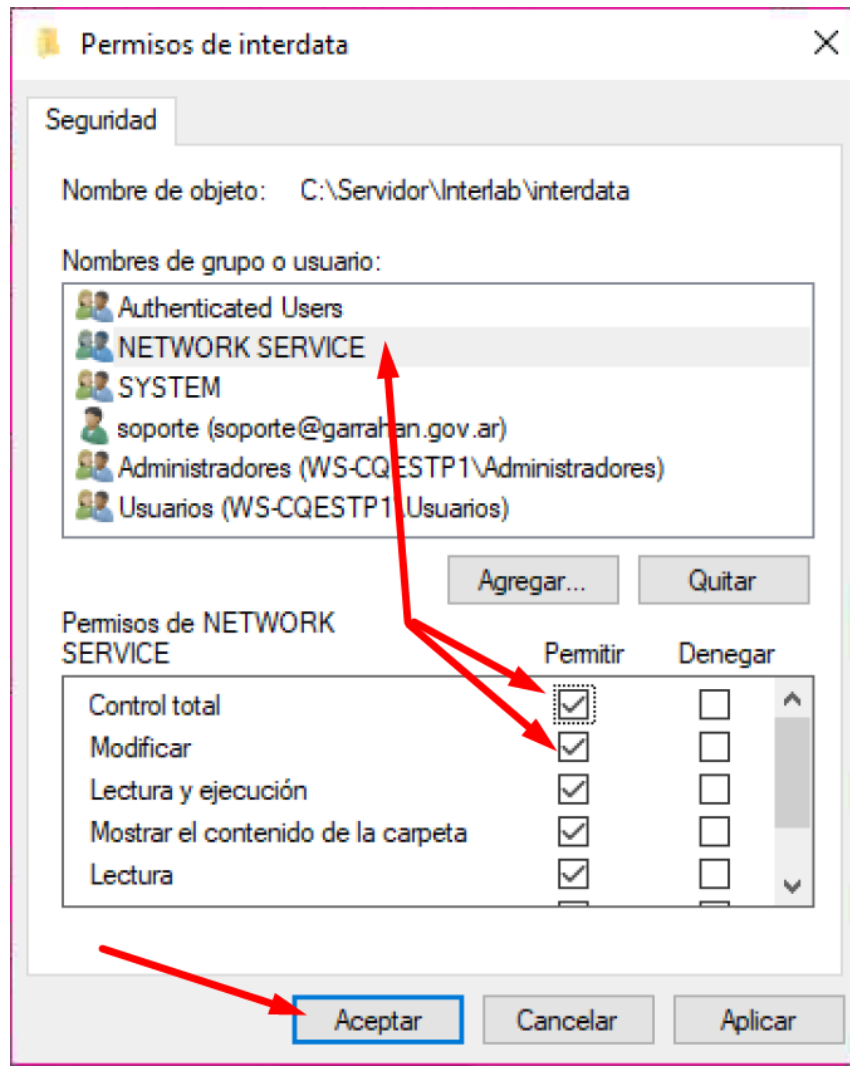 Permisos de interdata
Seguridad
Nombre de objeto: C:\Servidor\Interlab\interdata
Nombres de grupo o usuario:
Authenticated Users
NETWORK SERVICE
SYSTEM
soporte (soporte@garrahan.gov.ar)
Administradores (WS-CQESTP1\Administradores)
Usuarios (WS-CQESTP1\Usuarios)
Agregar... Quitar
Permisos de NETWORK
SERVICE Permitir Denegar
Control total
Modificar
Lectura y ejecución
Mostrar el contenido de la carpeta
Lectura
Aceptar Cancelar Aplicar